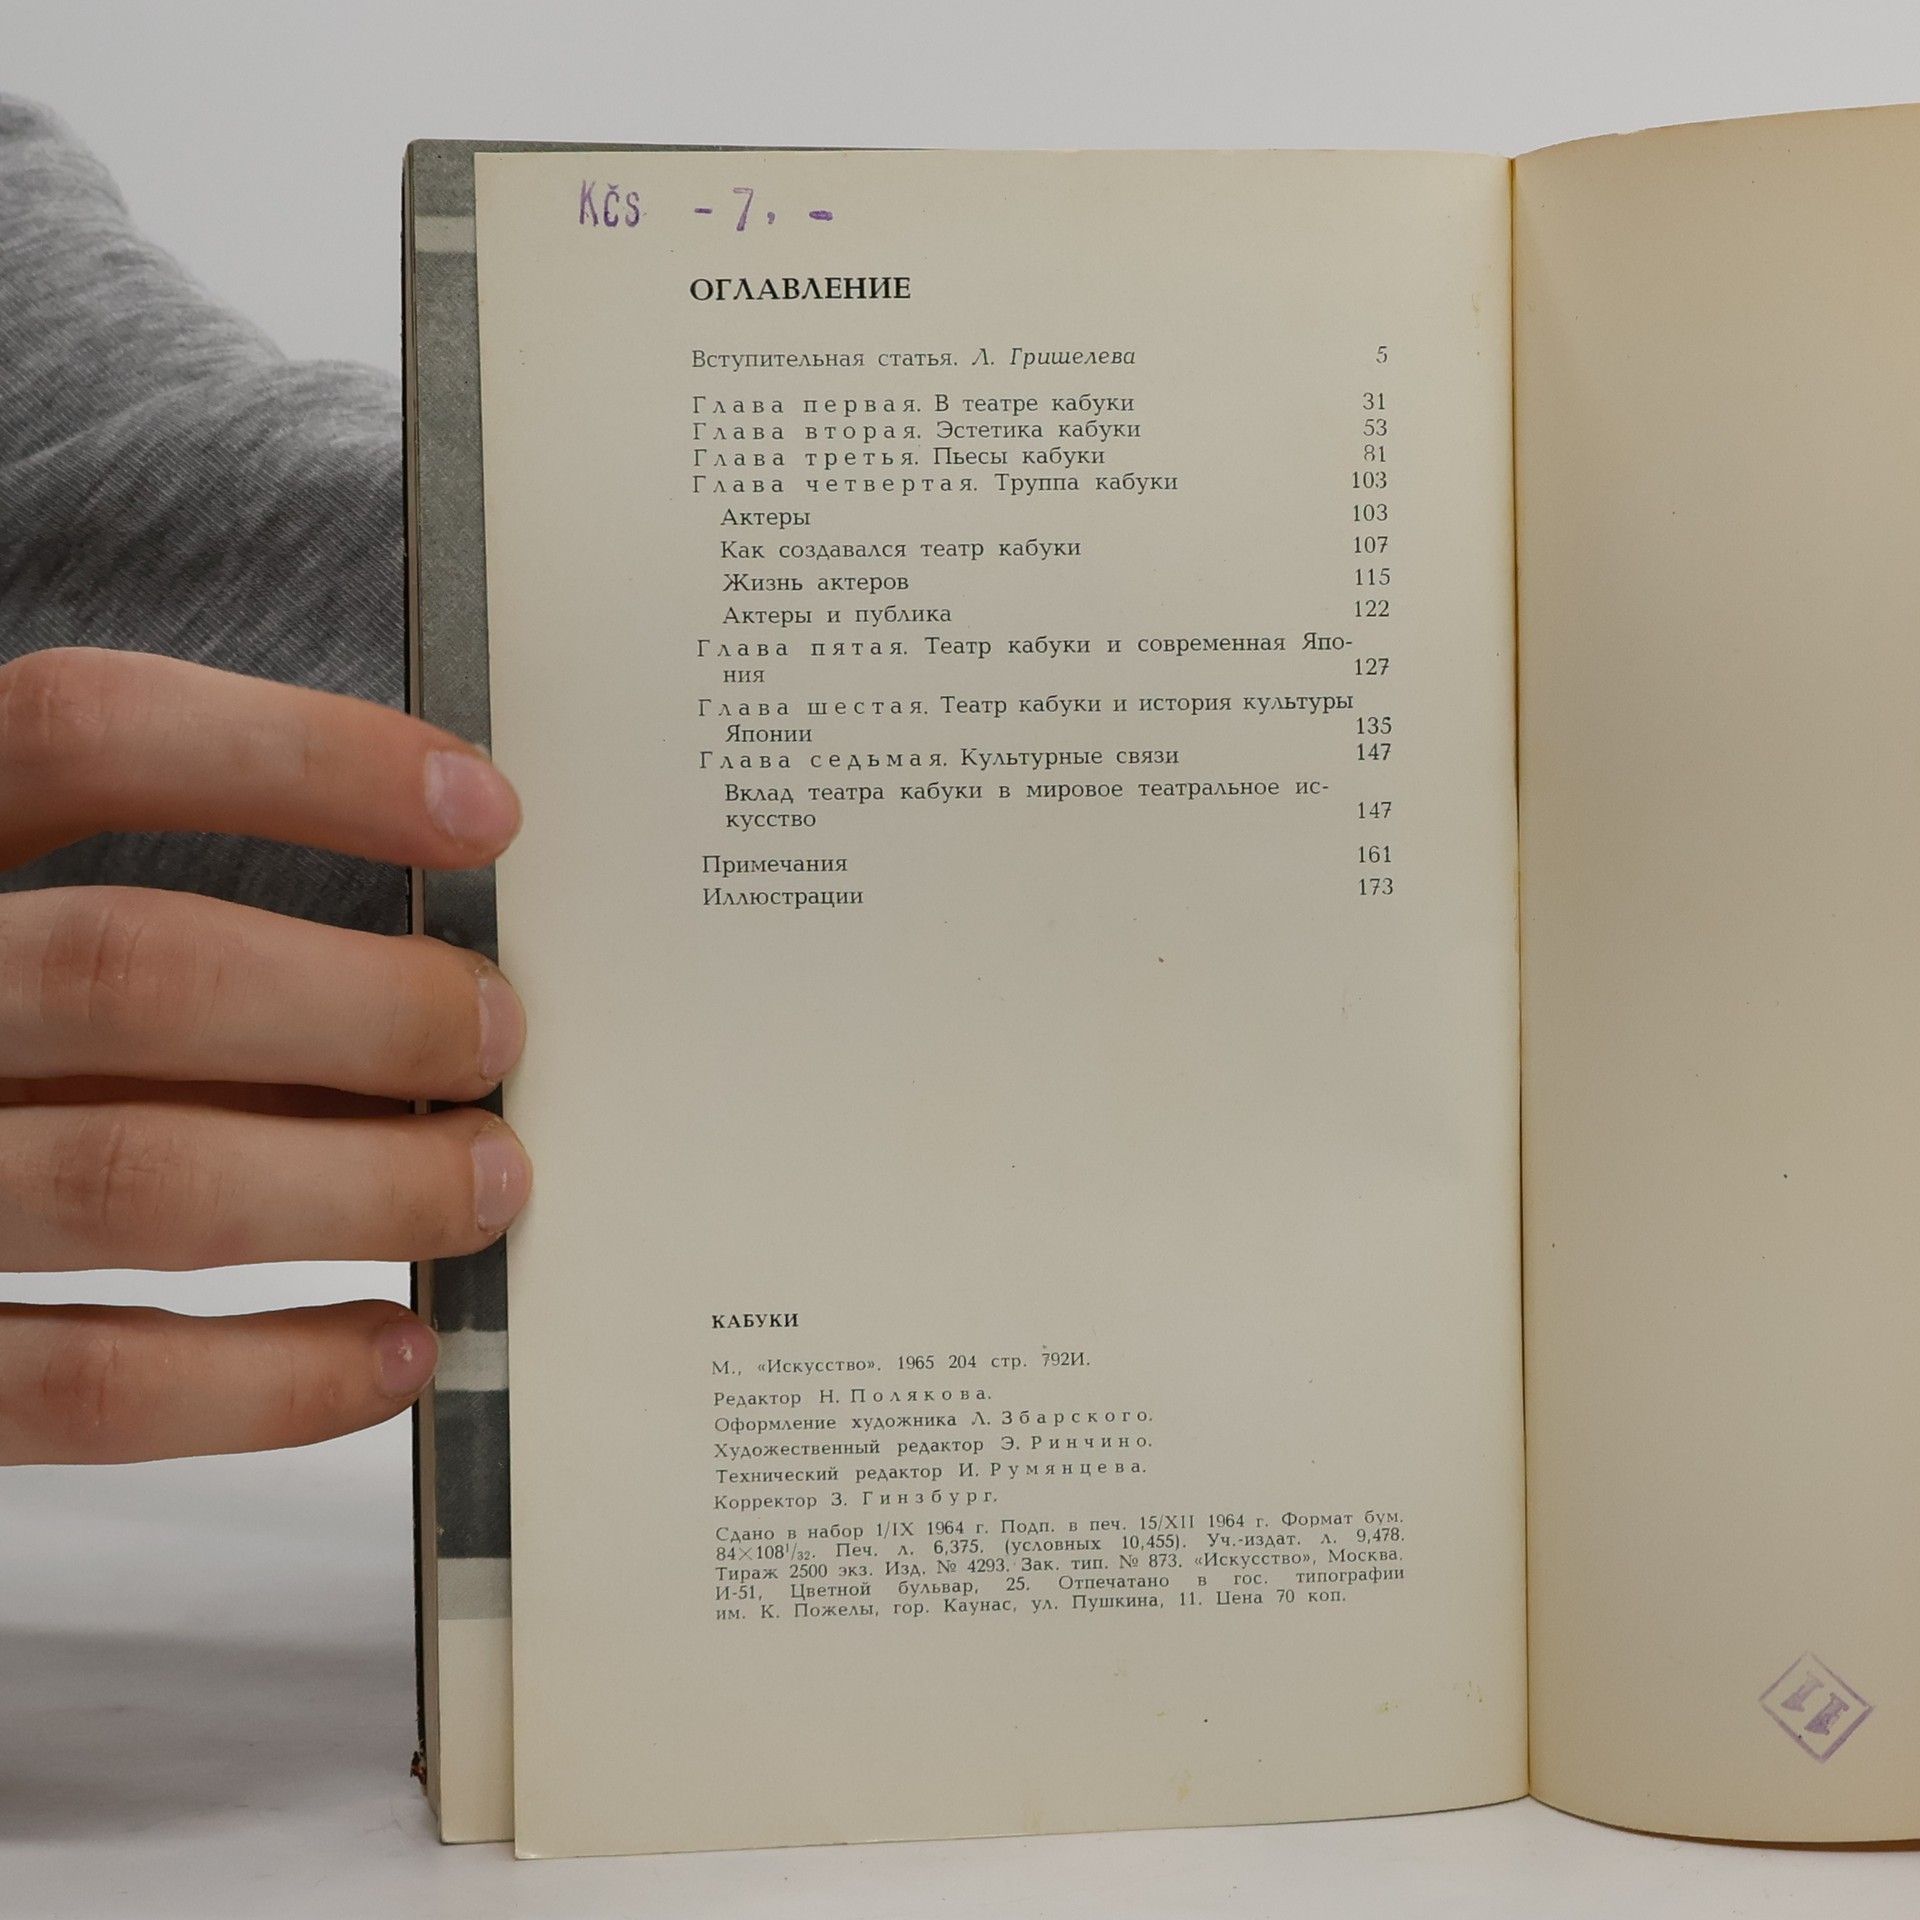 Kčs - 7, -
ОГЛАВЛЕНИЕ
Вступительная статья. Л. Гришелева 5
Глава первая. В театре кабуки 31
Глава вторая. Эстетика кабуки 53
Глава третья. Пьесы кабуки 81
Глава четвертая. Труппа кабуки 103
Актеры 103
Как создавался театр кабуки 107
Жизнь актеров 115
Актеры и публика 122
Глава пятая. Театр кабуки и современная Япо-
ния 127
Глава шестая. Театр кабуки и история культуры
Японии 135
Глава седьмая. Культурные связи 147
Вклад театра кабуки в мировое театральное ис-
кусство 147
Примечания 161
Иллюстрации 173
КАБУКИ
М., «Искусство». 1965 204 стр. 792И.
Редактор Н. Полякова.
Оформление художника Л. Збарского.
Художественный редактор Э. Ринчино.
Технический редактор И. Румянцева.
Корректор З. Гинзбург.
Сдано в набор 1/IX 1964 г. Подп. в печ. 15/XII 1964 г. Формат бум.
84×108¹/₃₂. Печ. л. 6,375. (условных 10,455). Уч.-издат. л. 9,478.
Тираж 2500 экз. Изд. № 4293. Зак. тип. № 873. «Искусство», Москва.
И-51, Цветной бульвар, 25. Отпечатано в гос. типографии
им. К. Пожелы, гор. Каунас, ул. Пушкина, 11. Цена 70 коп.
11